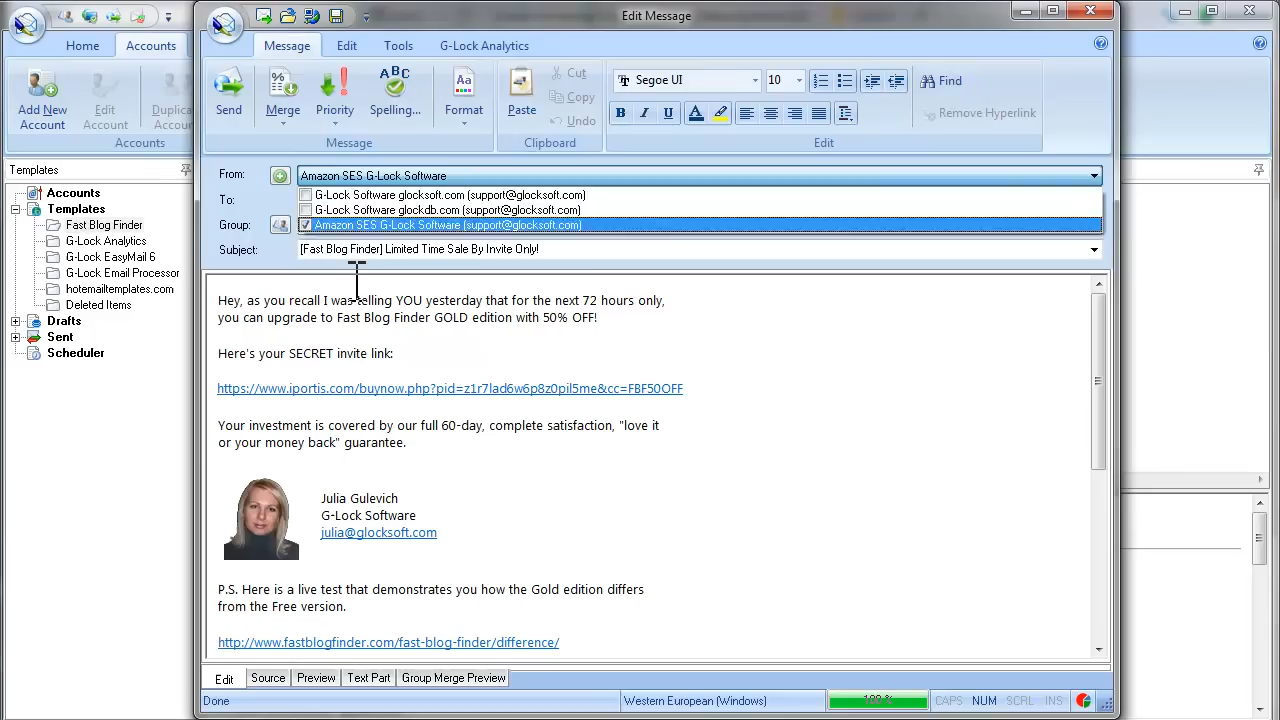 Edit Message
Home
Accounts
Message
Edit
Tools
G-Lock Analytics
Add New
Account
Edit
Account
Accounts
Send
Merge
Priority
Spelling...
Format
Message
Paste
Cut
Copy
Undo
Clipboard
Segoe UI
10
Find
B I U
Remove Hyperlink
Edit
Templates
Accounts
Templates
Fast Blog Finder
G-Lock Analytics
G-Lock EasyMail 6
G-Lock Email Processor
hotemailtemplates.com
Deleted Items
Drafts
Sent
Scheduler
From:
Amazon SES G-Lock Software
To:
G-Lock Software glocksoft.com (support@glocksoft.com)
G-Lock Software glockdb.com (support@glocksoft.com)
Group:
Amazon SES G-Lock Software (support@glocksoft.com)
Subject:
[Fast Blog Finder] Limited Time Sale By Invite Only!
Hey, as you recall I was telling YOU yesterday that for the next 72 hours only,
you can upgrade to Fast Blog Finder GOLD edition with 50% OFF!
Here's your SECRET invite link:
https://www.iportis.com/buynow.php?pid=z1r7lad6w6p8z0pil5me&cc=FBF50OFF
Your investment is covered by our full 60-day, complete satisfaction, "love it
or your money back" guarantee.
Julia Gulevich
G-Lock Software
julia@glocksoft.com
P.S. Here is a live test that demonstrates you how the Gold edition differs
from the Free version.
http://www.fastblogfinder.com/fast-blog-finder/difference/
Edit
Source
Preview
Text Part
Group Merge Preview
Done
Western European (Windows)
100 %
CAPS
NUM
SCRL
INS